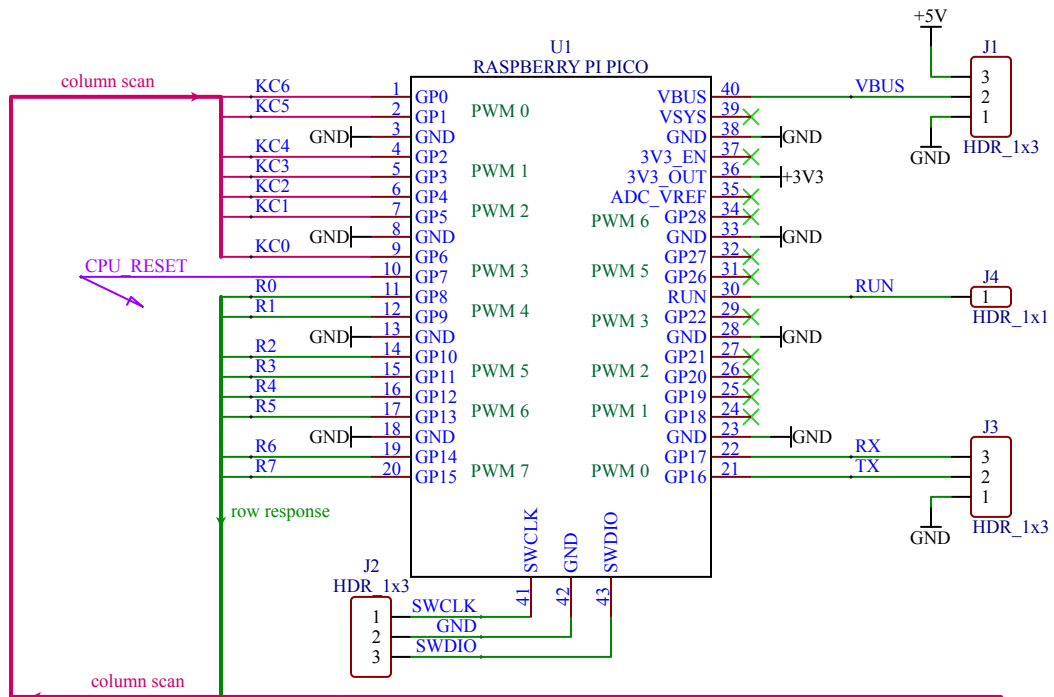 +5V
U1
RASPBERRY PI PICO
J1
column scan
KC6 1 GP0
KC5 2 GP1
PWM 0
GND 3 GND
KC4 4 GP2
KC3 5 GP3
PWM 1
KC2 6 GP4
KC1 7 GP5
PWM 2
GND 8 GND
KC0 9 GP6
CPU_RESET 10 GP7
PWM 3
R0 11 GP8
R1 12 GP9
PWM 4
GND 13 GND
R2 14 GP10
R3 15 GP11
PWM 5
R4 16 GP12
R5 17 GP13
PWM 6
GND 18 GND
R6 19 GP14
R7 20 GP15
PWM 7
row response
VBUS 40 VBUS
VSYS 39
GND 38 GND
3V3_EN 37
3V3_OUT 36 +3V3
ADC_VREF 35
GP28 34
PWM 6
GND 33 GND
GP27 32
GP26 31
PWM 5
RUN 30 RUN
GP22 29
PWM 3
GND 28 GND
GP21 27
GP20 26
PWM 2
GP19 25
GP18 24
PWM 1
GND 23 GND
GP17 22 RX
GP16 21 TX
PWM 0
3
2
1
GND
HDR_1x3
J4
1
HDR_1x1
J3
3
2
1
GND
HDR_1x3
SWCLK
GND
SWDIO
41
42
43
J2
HDR_1x3
1 SWCLK
2 GND
3 SWDIO
column scan